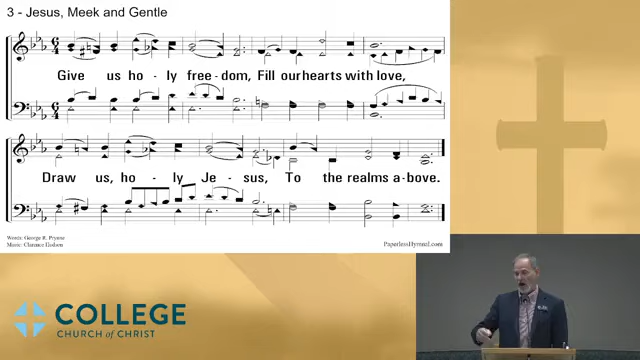 3 - Jesus, Meek and Gentle
Give us ho - ly free - dom, Fill our hearts with love,
Draw us, ho - ly Je - sus, To the realms a - bove.
Words: George R. Prynne
Music: Clarence Hudson
PaperlessHymnal.com
COLLEGE
CHURCH of CHRIST